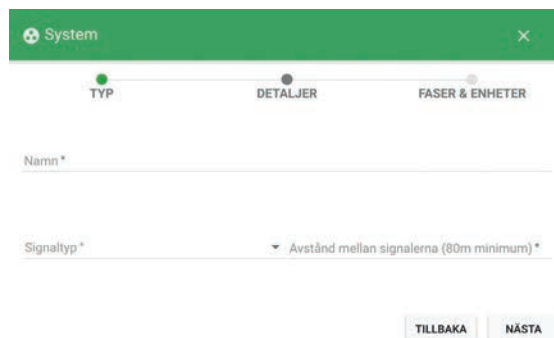 System
TYP DETALJER FASER & ENHETER
Namn*
Signaltyp* Avstånd mellan signalerna (80m minimum)*
TILLBAKA NÄSTA